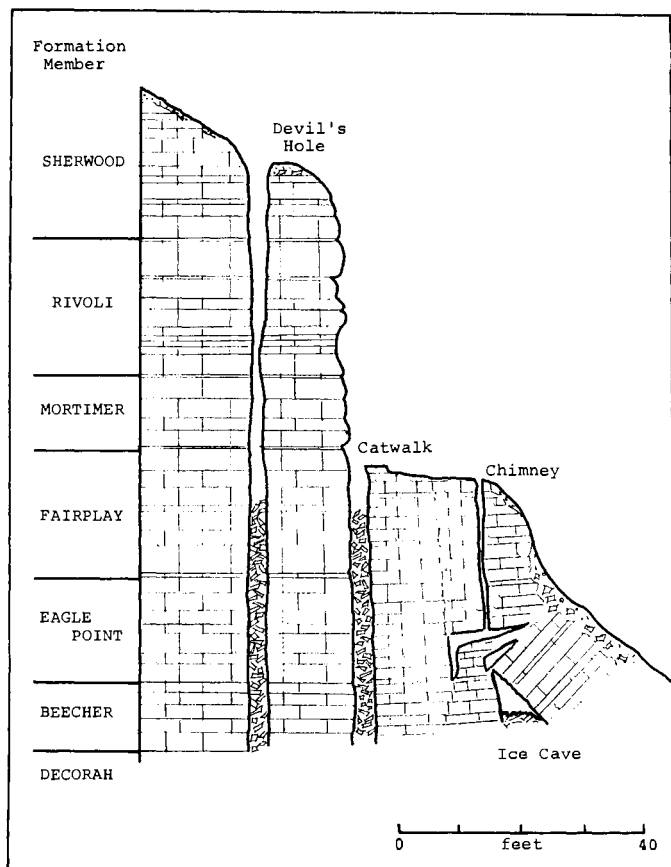 Formation
Member
Devil's
Hole
SHERWOOD
RIVOLI
MORTIMER
Catwalk
Chimney
FAIRPLAY
EAGLE
POINT
BEECHER
Ice Cave
DECORAH
0 feet 40